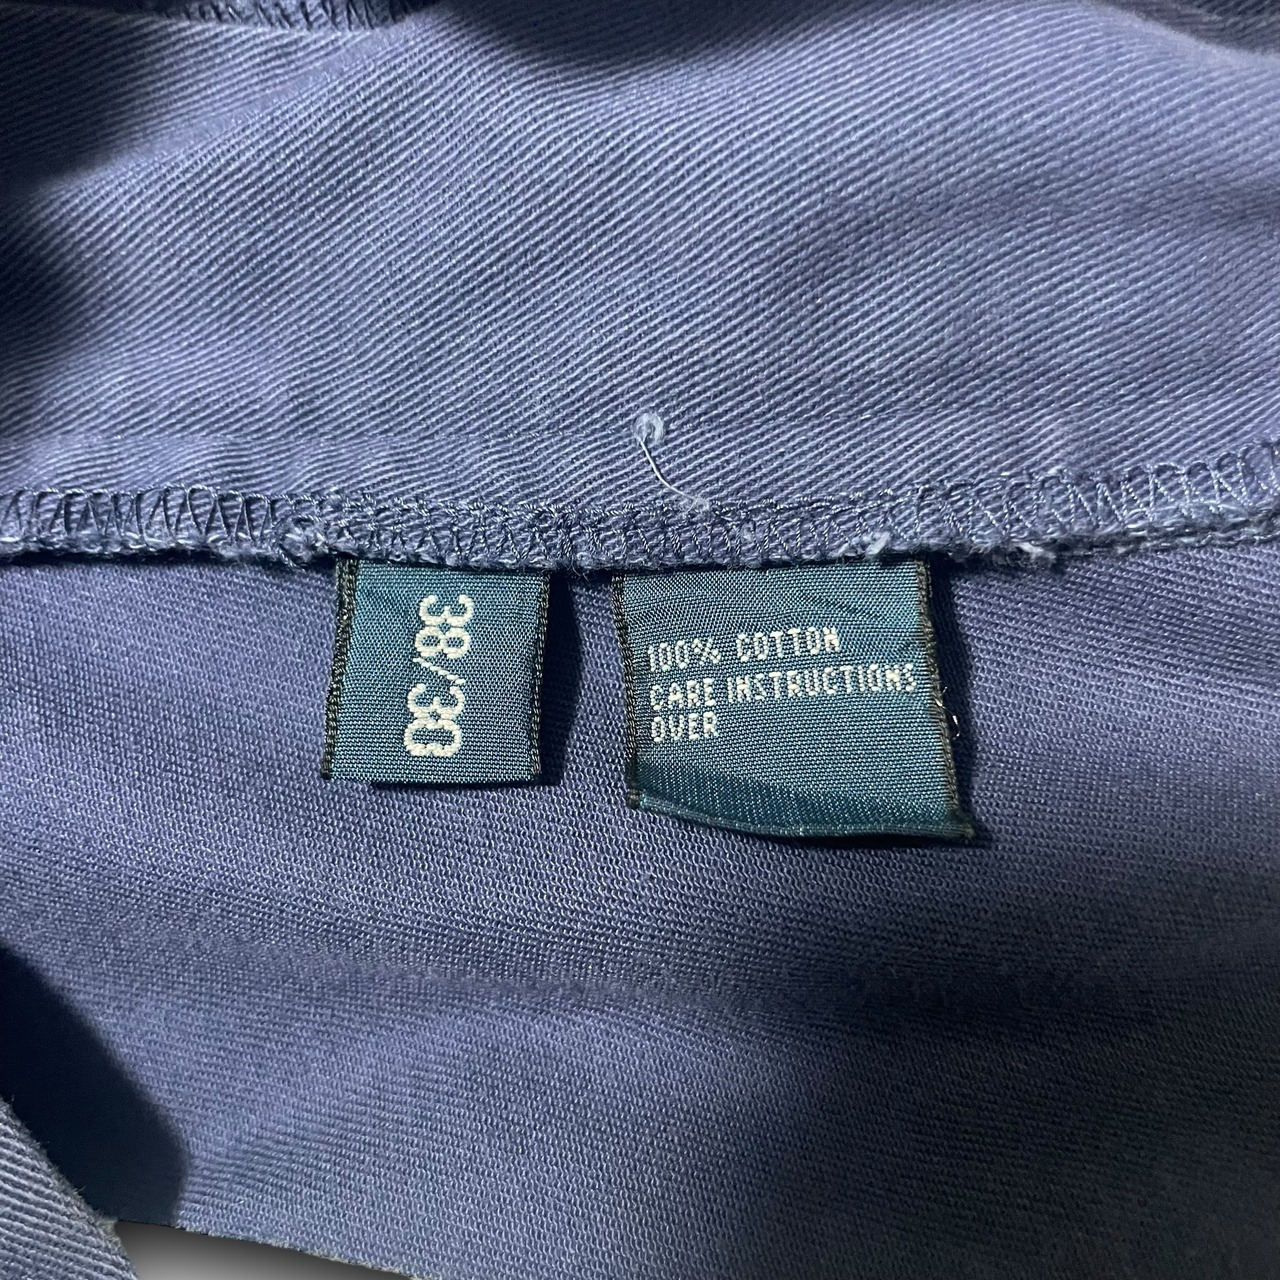 38/30
100% COTTON
CARE INSTRUCTIONS
OVER